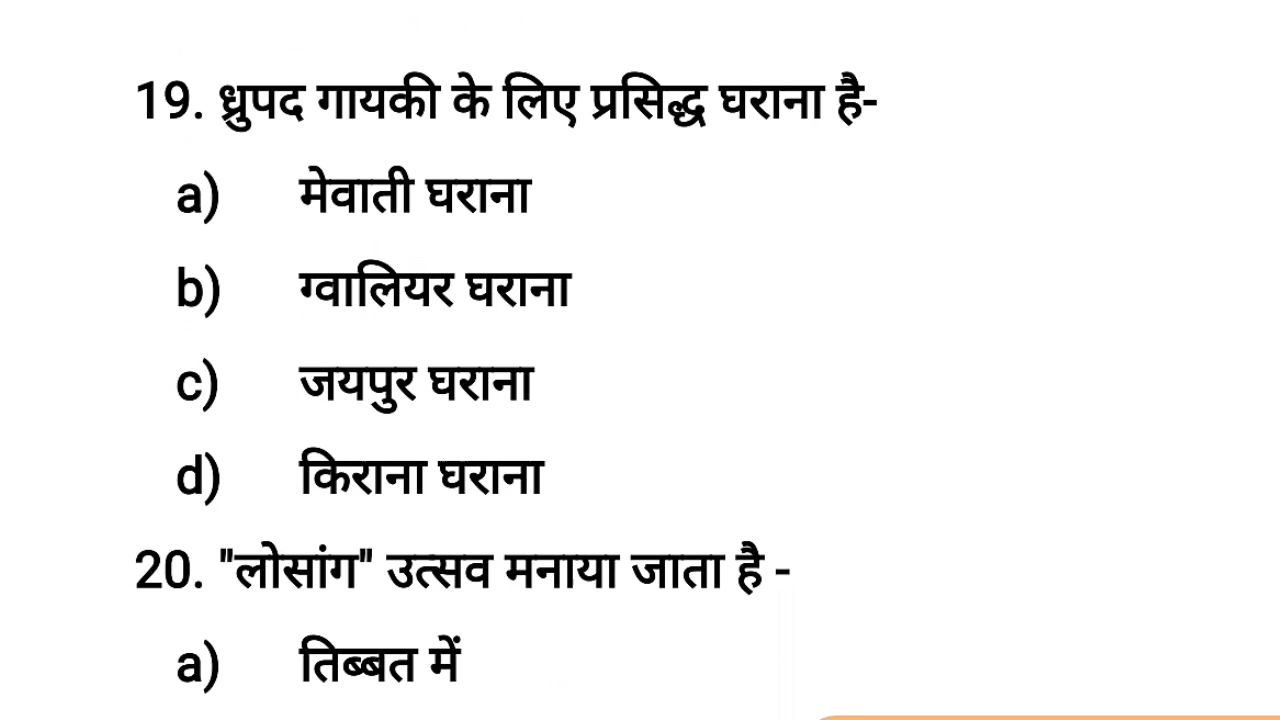 19. ध्रुपद गायकी के लिए प्रसिद्ध घराना है-
a) मेवाती घराना
b) ग्वालियर घराना
c) जयपुर घराना
d) किराना घराना
20. "लोसांग" उत्सव मनाया जाता है -
a) तिब्बत में